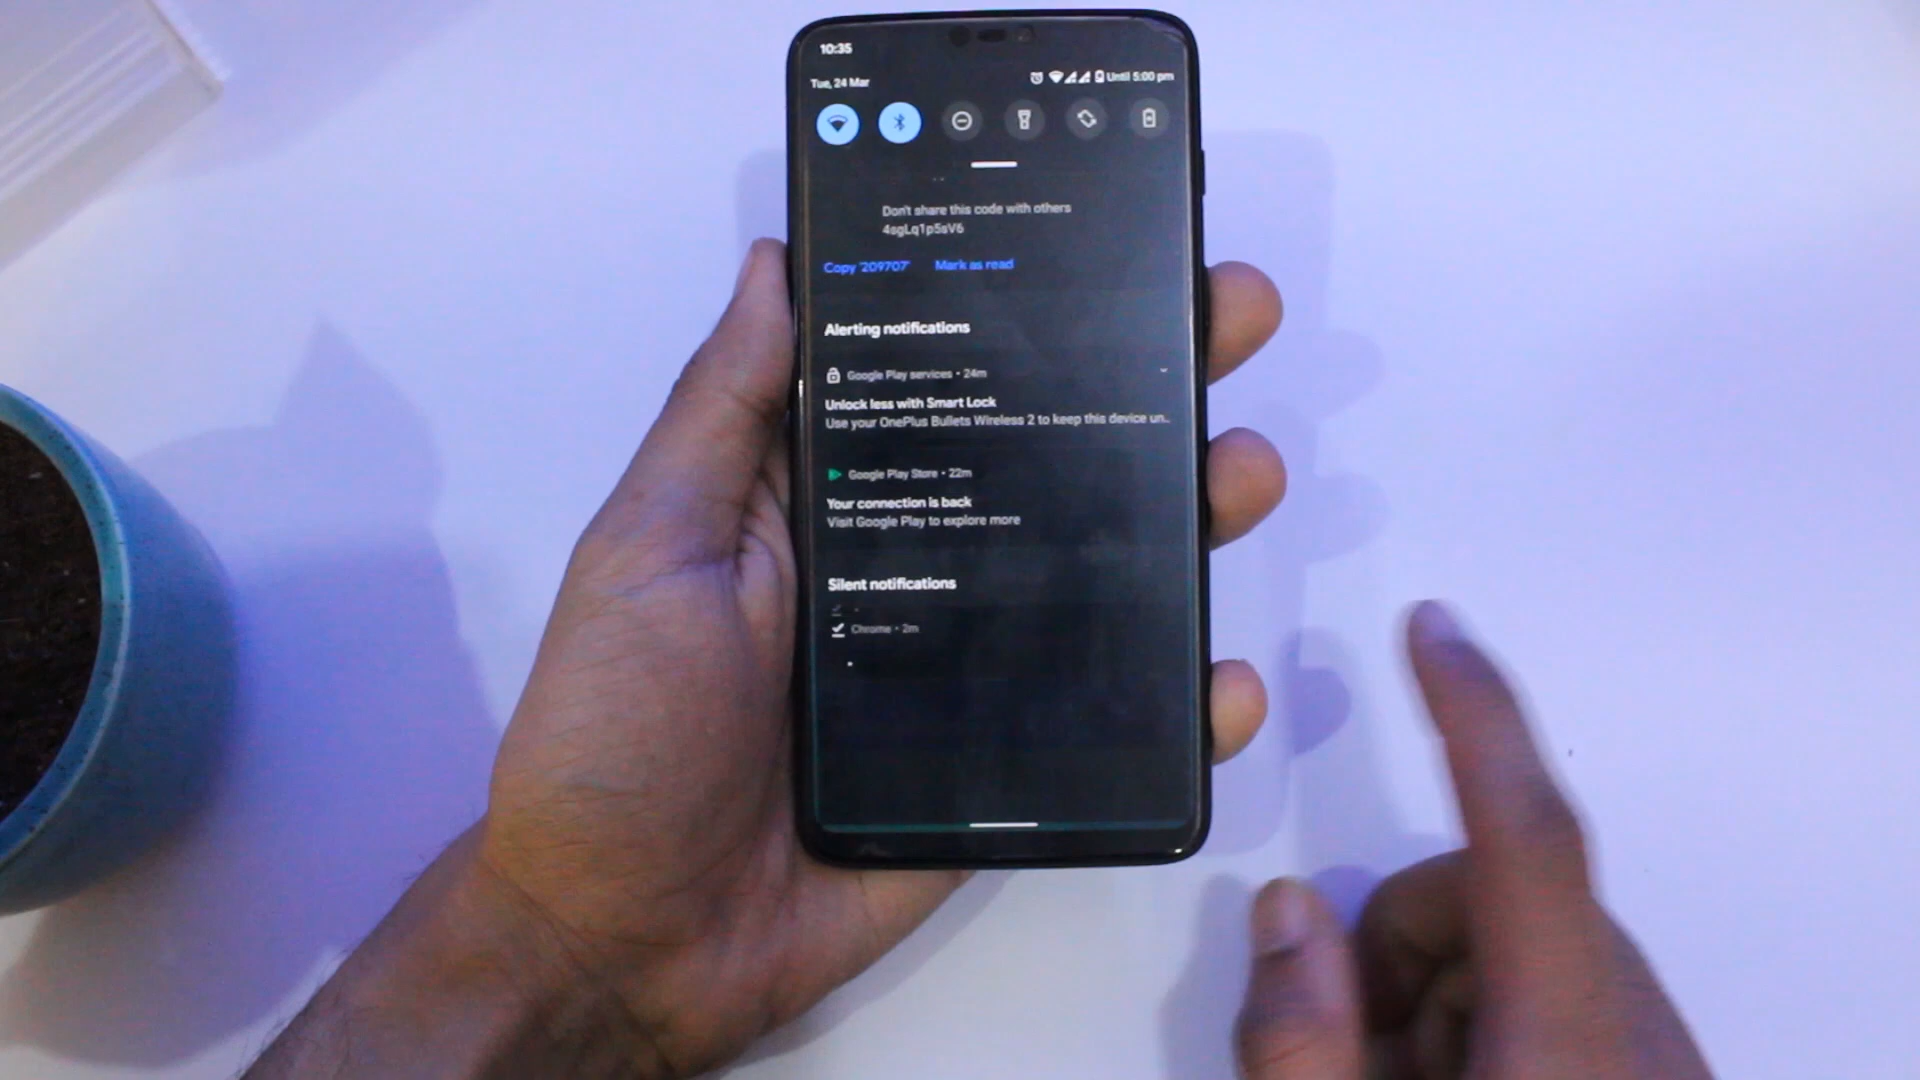 10:35
Tue, 24 Mar
Until 5:00 pm
Don't share this code with others
4sgLq1p5sV6
Copy '209707' Mark as read
Alerting notifications
Google Play services • 24m
Unlock less with Smart Lock
Use your OnePlus Bullets Wireless 2 to keep this device un..
Google Play Store • 22m
Your connection is back
Visit Google Play to explore more
Silent notifications
Chrome • 2m